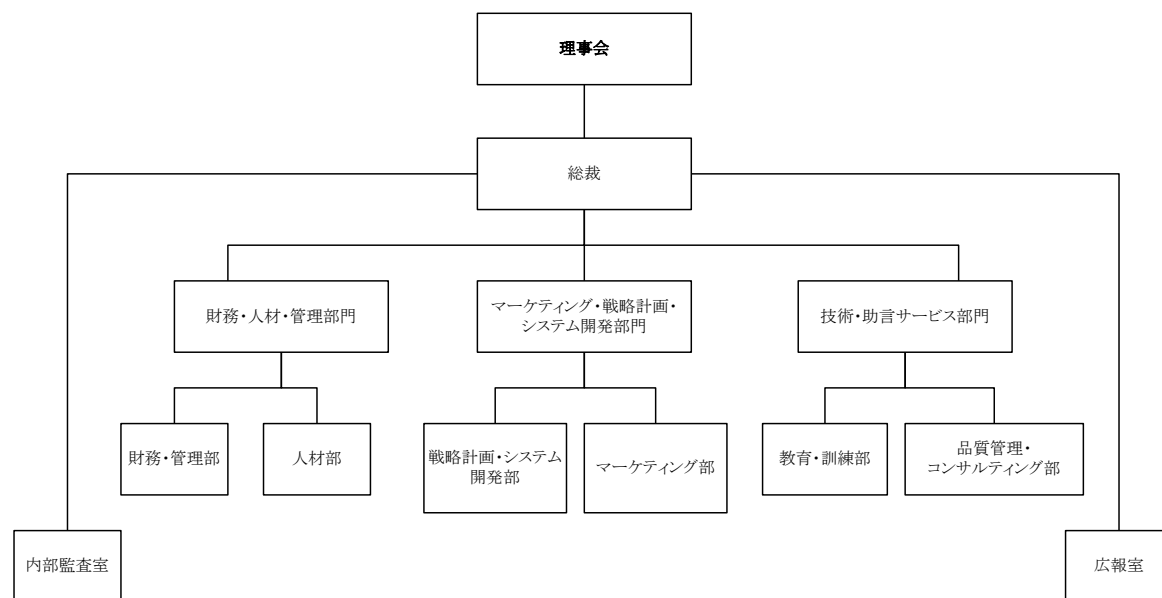 理事会
総裁
財務・人材・管理部門
マーケティング・戦略計画・
システム開発部門
技術・助言サービス部門
財務・管理部
人材部
戦略計画・システム
開発部
マーケティング部
教育・訓練部
品質管理・
コンサルティング部
内部監査室
広報室